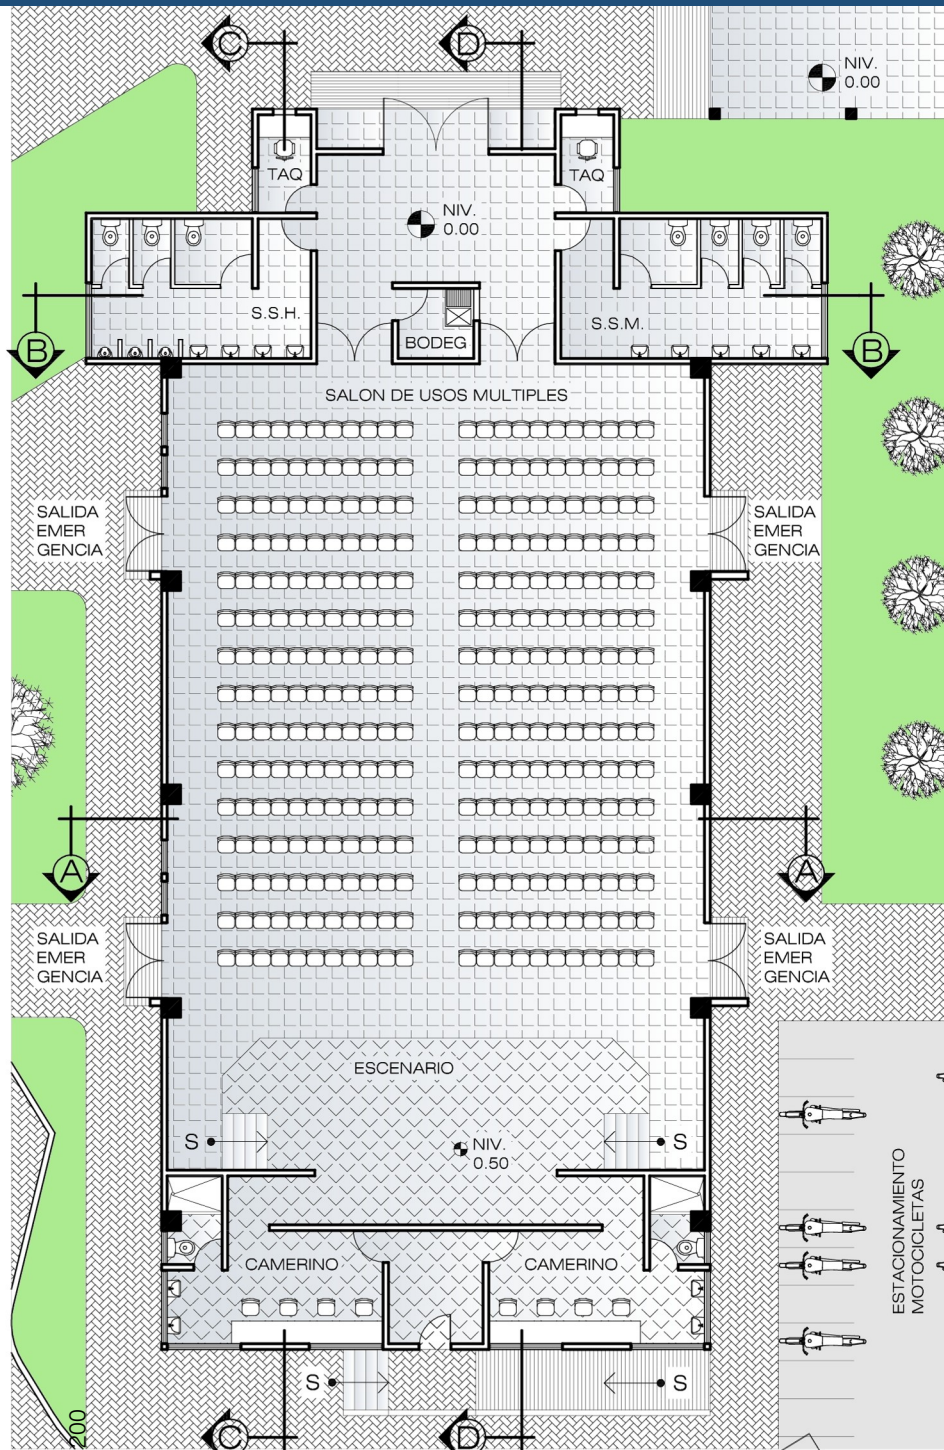 C
D
NIV.
0.00
TAQ
TAQ
NIV.
0.00
S.S.H.
S.S.M.
BODEG
B
B
SALON DE USOS MULTIPLES
SALIDA
EMER
GENCIA
SALIDA
EMER
GENCIA
A
A
SALIDA
EMER
GENCIA
SALIDA
EMER
GENCIA
ESCENARIO
S
NIV.
0.50
S
CAMERINO
CAMERINO
ESTACIONAMIENTO
MOTOCICLETAS
S
S
200
C
D